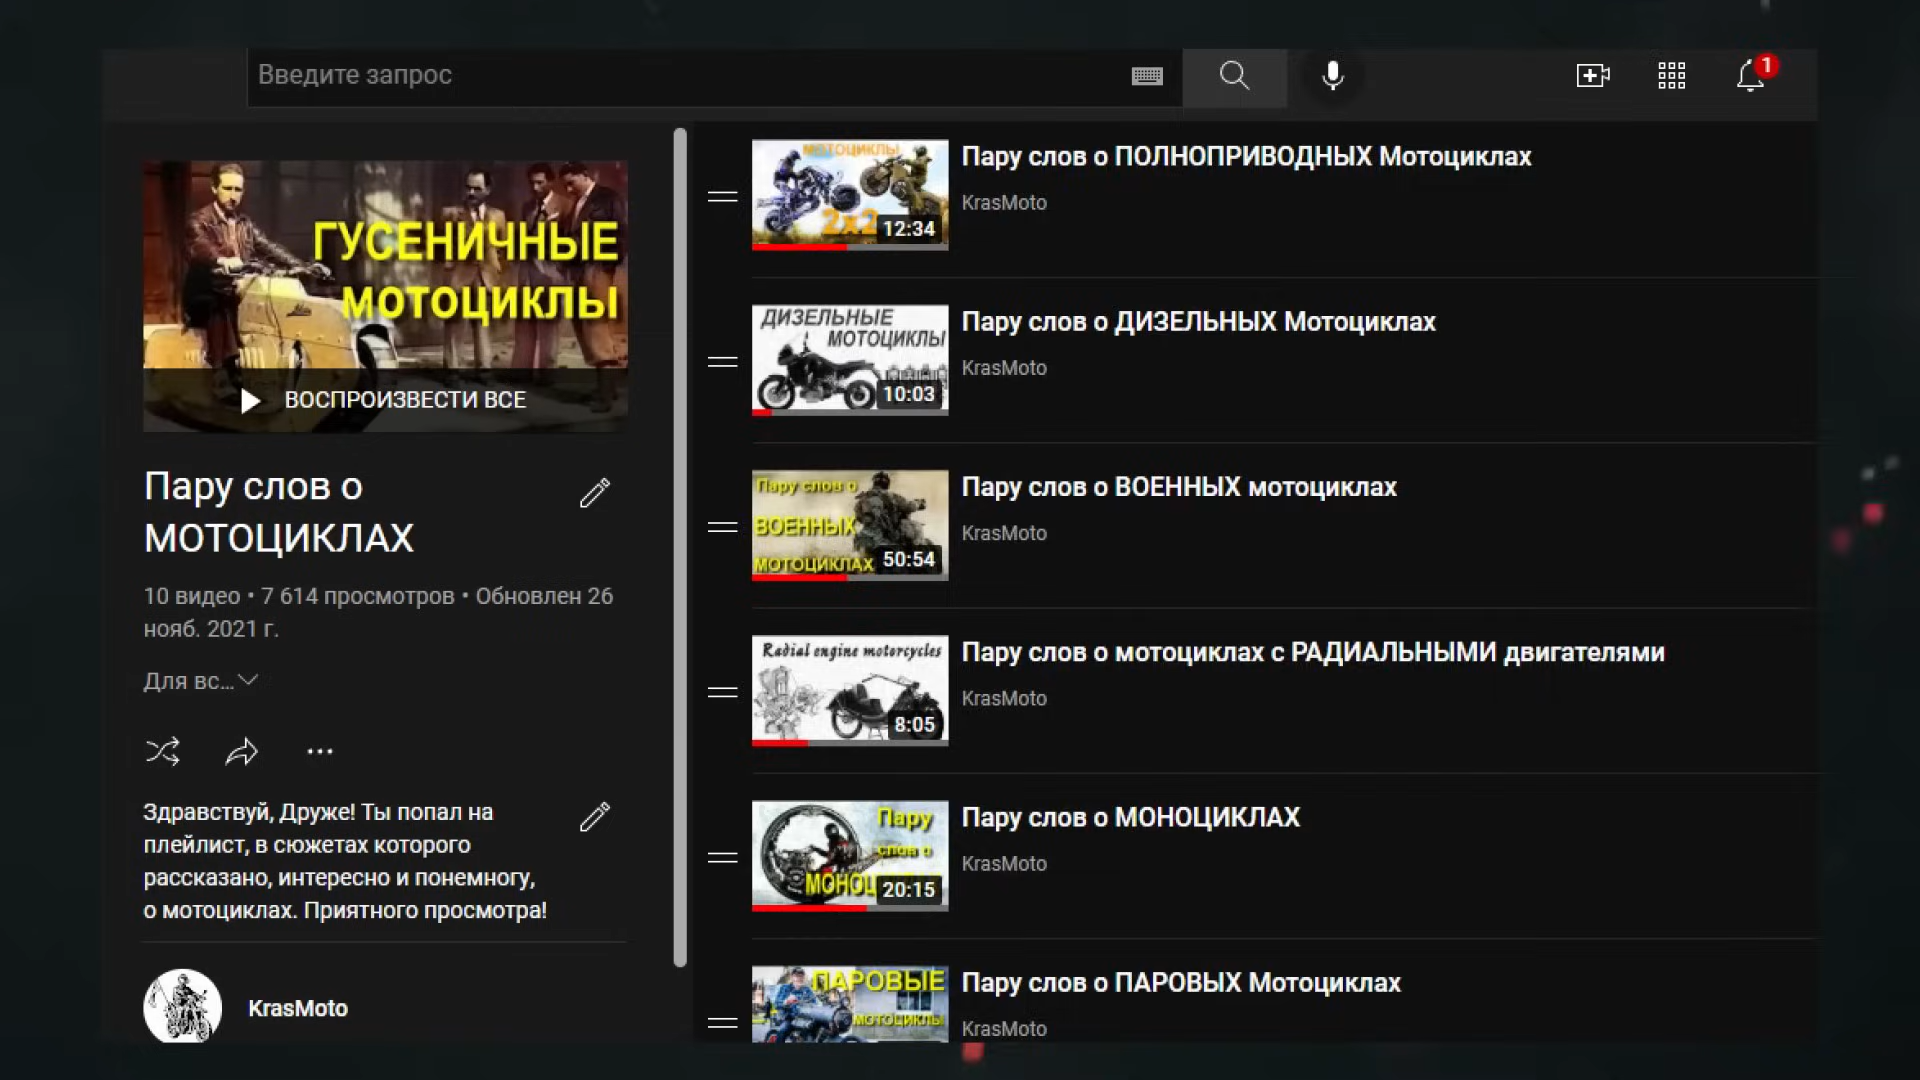 Введите запрос
1
ГУСЕНИЧНЫЕ
МОТОЦИКЛЫ
ВОСПРОИЗВЕСТИ ВСЕ
Пару слов о
МОТОЦИКЛАХ
10 видео • 7 614 просмотров • Обновлен 26
нояб. 2021 г.
Для вс...
Здравствуй, Друже! Ты попал на
плейлист, в сюжетах которого
рассказано, интересно и понемногу,
о мотоциклах. Приятного просмотра!
KrasMoto
МОТОЦИКЛЫ
2x2
12:34
Пару слов о ПОЛНОПРИВОДНЫХ Мотоциклах
KrasMoto
ДИЗЕЛЬНЫЕ
МОТОЦИКЛЫ
10:03
Пару слов о ДИЗЕЛЬНЫХ Мотоциклах
KrasMoto
Пару слов о
ВОЕННЫХ
МОТОЦИКЛАХ
50:54
Пару слов о ВОЕННЫХ мотоциклах
KrasMoto
Radial engine motorcycles
8:05
Пару слов о мотоциклах с РАДИАЛЬНЫМИ двигателями
KrasMoto
Пару
слов о
20:15
Пару слов о МОНОЦИКЛАХ
KrasMoto
ПАРОВЫЕ
МОТОЦИКЛЫ
Пару слов о ПАРОВЫХ Мотоциклах
KrasMoto